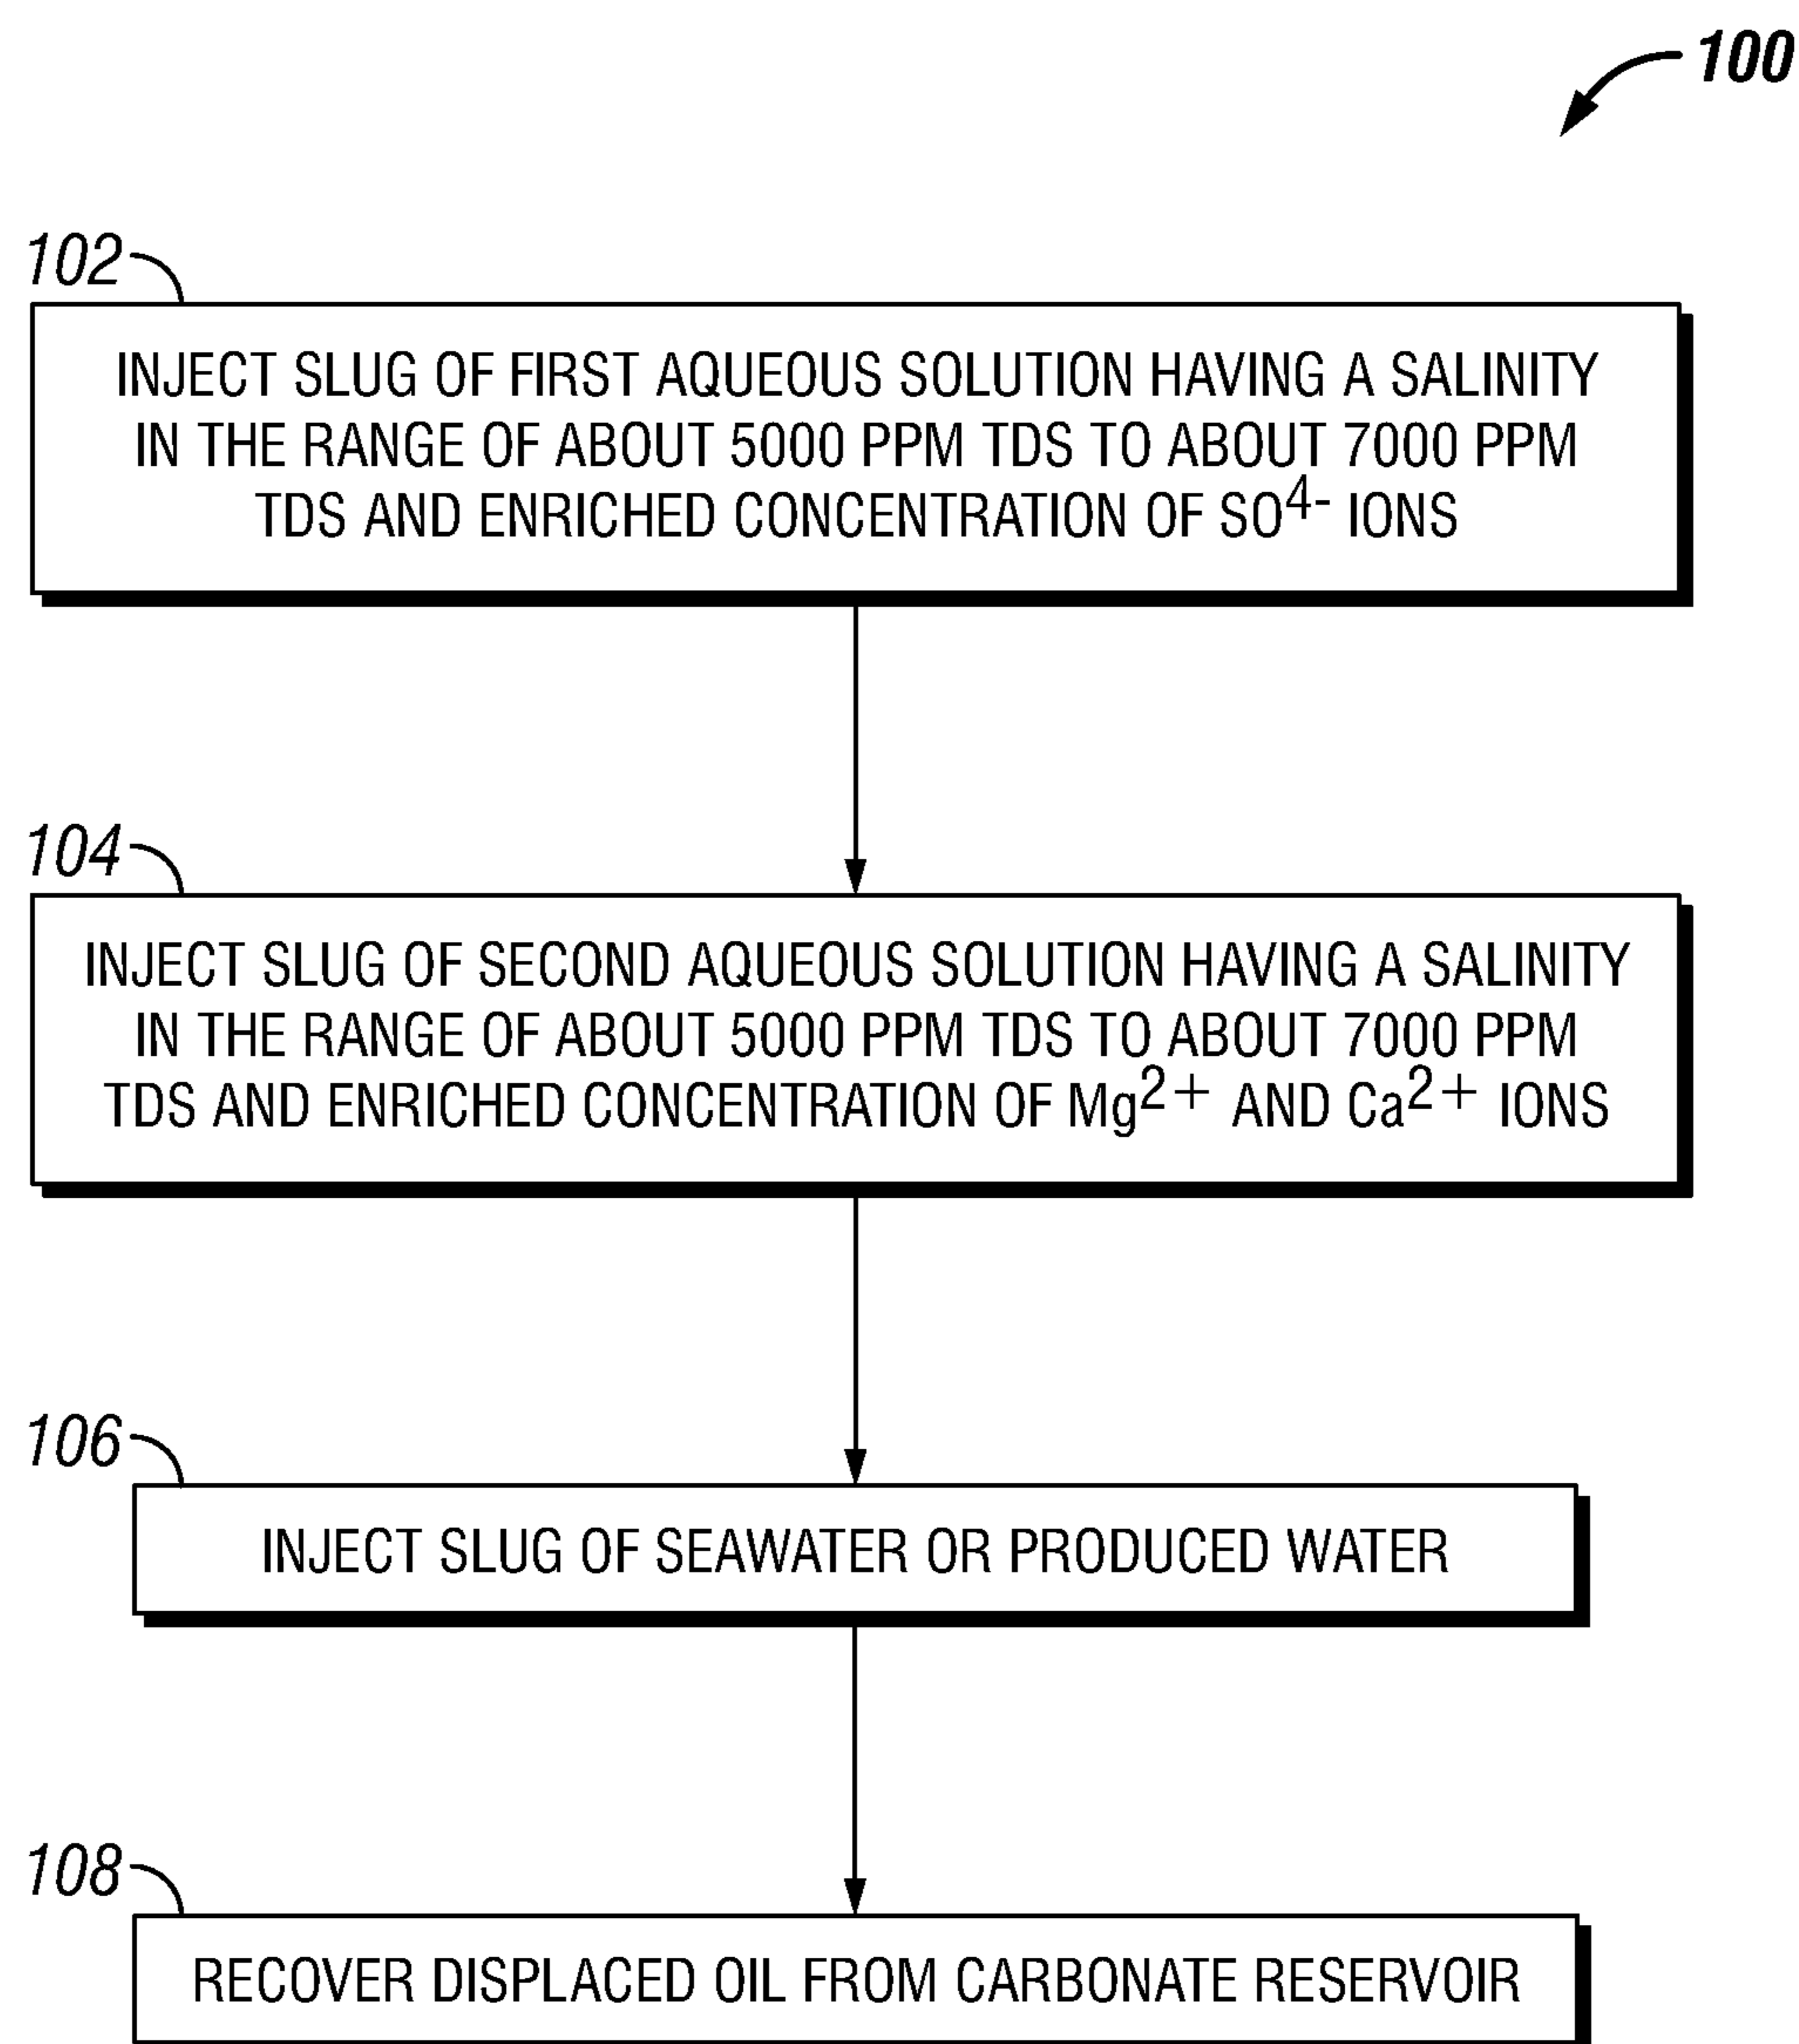 100
102
INJECT SLUG OF FIRST AQUEOUS SOLUTION HAVING A SALINITY
IN THE RANGE OF ABOUT 5000 PPM TDS TO ABOUT 7000 PPM
TDS AND ENRICHED CONCENTRATION OF SO⁴⁻ IONS
104
INJECT SLUG OF SECOND AQUEOUS SOLUTION HAVING A SALINITY
IN THE RANGE OF ABOUT 5000 PPM TDS TO ABOUT 7000 PPM
TDS AND ENRICHED CONCENTRATION OF Mg²⁺ AND Ca²⁺ IONS
106
INJECT SLUG OF SEAWATER OR PRODUCED WATER
108
RECOVER DISPLACED OIL FROM CARBONATE RESERVOIR